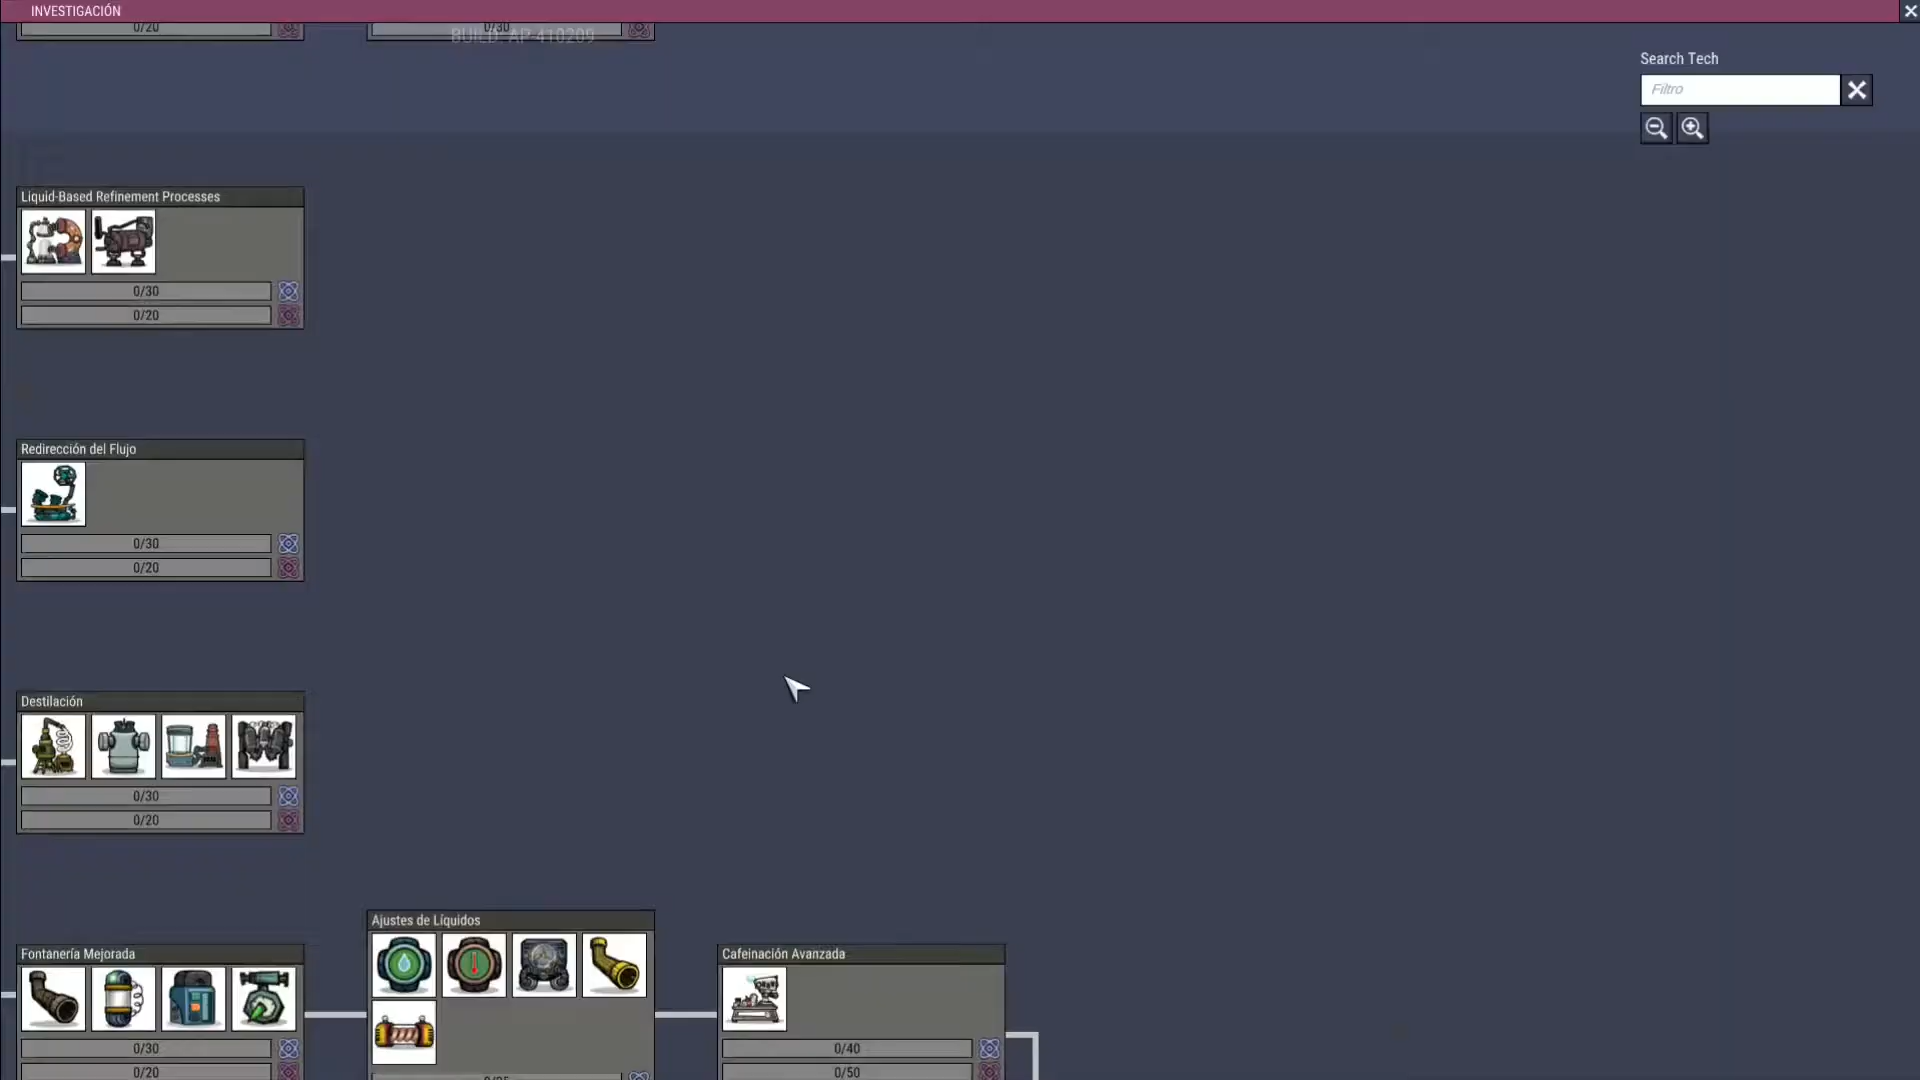 INVESTIGACIÓN
0/20
0/30
BUILD: AP-410209
Search Tech
Filtro
Liquid-Based Refinement Processes
0/30
0/20
Redirección del Flujo
0/30
0/20
Destilación
0/30
0/20
Ajustes de Líquidos
Fontanería Mejorada
Cafeinación Avanzada
0/30
0/40
0/20
0/50